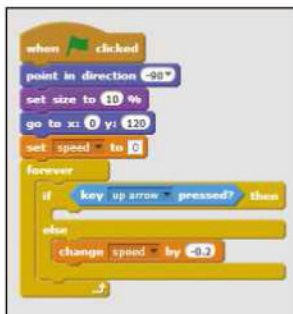 when clicked
point in direction -90
set size to 10 %
go to x: 0 y: 120
set speed to 0
forever
if key up arrow pressed? then
else
change speed by -0.2